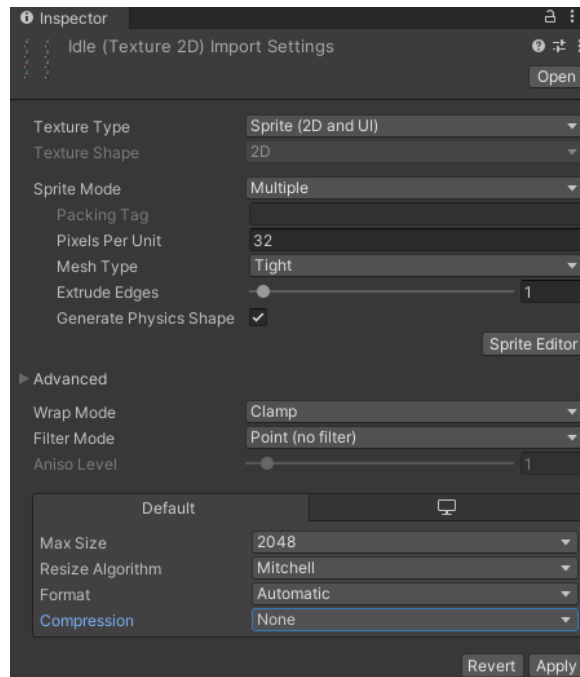 Inspector
Idle (Texture 2D) Import Settings
Open
Texture Type Sprite (2D and UI)
Texture Shape 2D
Sprite Mode Multiple
Packing Tag
Pixels Per Unit 32
Mesh Type Tight
Extrude Edges 1
Generate Physics Shape
Sprite Editor
Advanced
Wrap Mode Clamp
Filter Mode Point (no filter)
Aniso Level 1
Default
Max Size 2048
Resize Algorithm Mitchell
Format Automatic
Compression None
Revert Apply